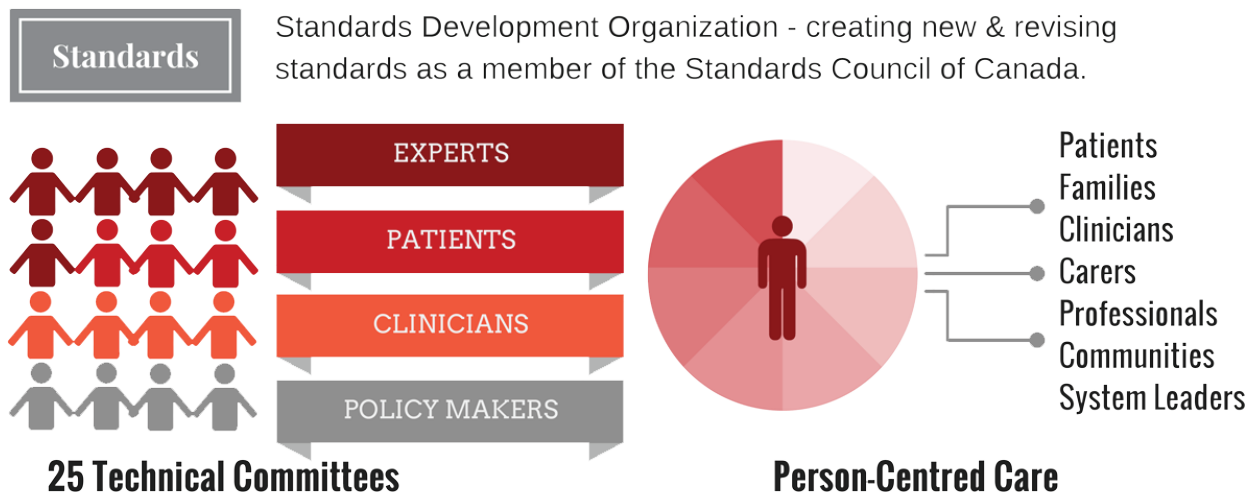 Standards
Standards Development Organization - creating new & revising
standards as a member of the Standards Council of Canada.
EXPERTS
PATIENTS
CLINICIANS
POLICY MAKERS
25 Technical Committees
Patients
Families
Clinicians
Carers
Professionals
Communities
System Leaders
Person-Centred Care